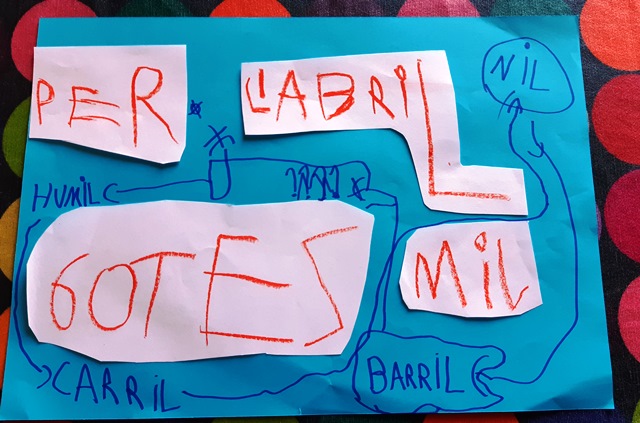 PER L'ABRIL
NIL
HUMIL
GOTES MIL
CARRIL
BARRIL